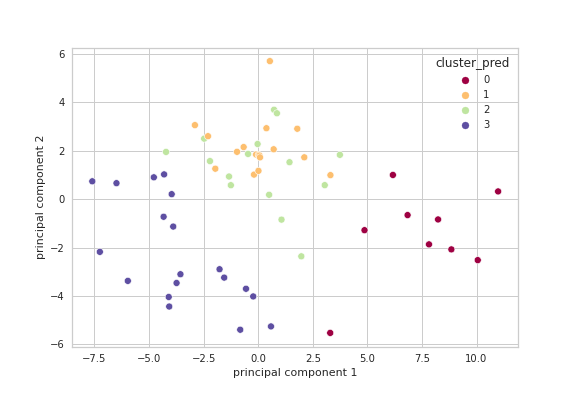 cluster_pred
0
1
2
3
6
4
2
0
−2
−4
−6
principal component 2
−7.5 −5.0 −2.5 0.0 2.5 5.0 7.5 10.0
principal component 1